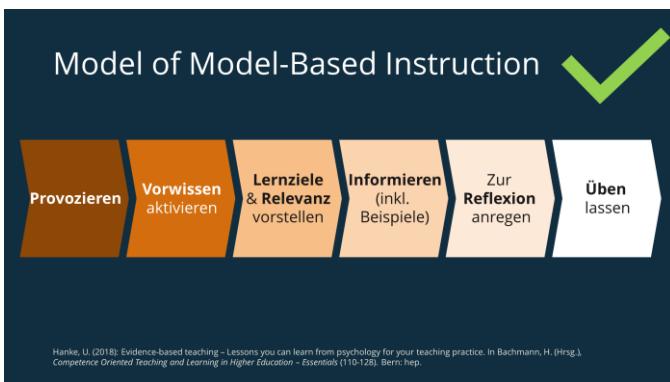 Model of Model-Based Instruction
Provozieren
Vorwissen
aktivieren
Lernziele
& Relevanz
vorstellen
Informieren
(inkl.
Beispiele)
Zur
Reflexion
anregen
Üben
lassen
Hanke, U. (2018): Evidence-based teaching – Lessons you can learn from psychology for your teaching practice. In Bachmann, H. (Hrsg.),
Competence Oriented Teaching and Learning in Higher Education – Essentials (110-128). Bern: hep.